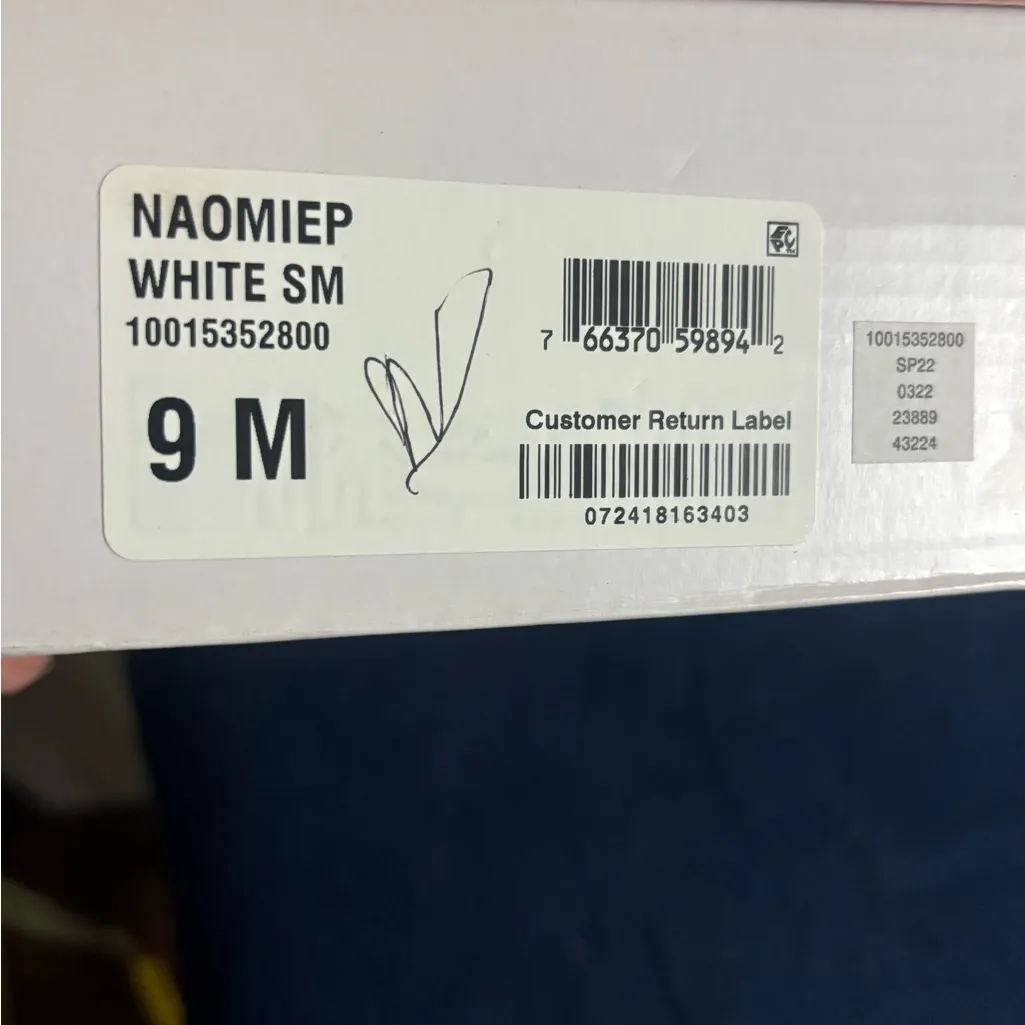 NAOMIEP
WHITE SM
10015352800
9 M
7 66370 59894 2
Customer Return Label
072418163403
10015352800
SP22
0322
23889
43224